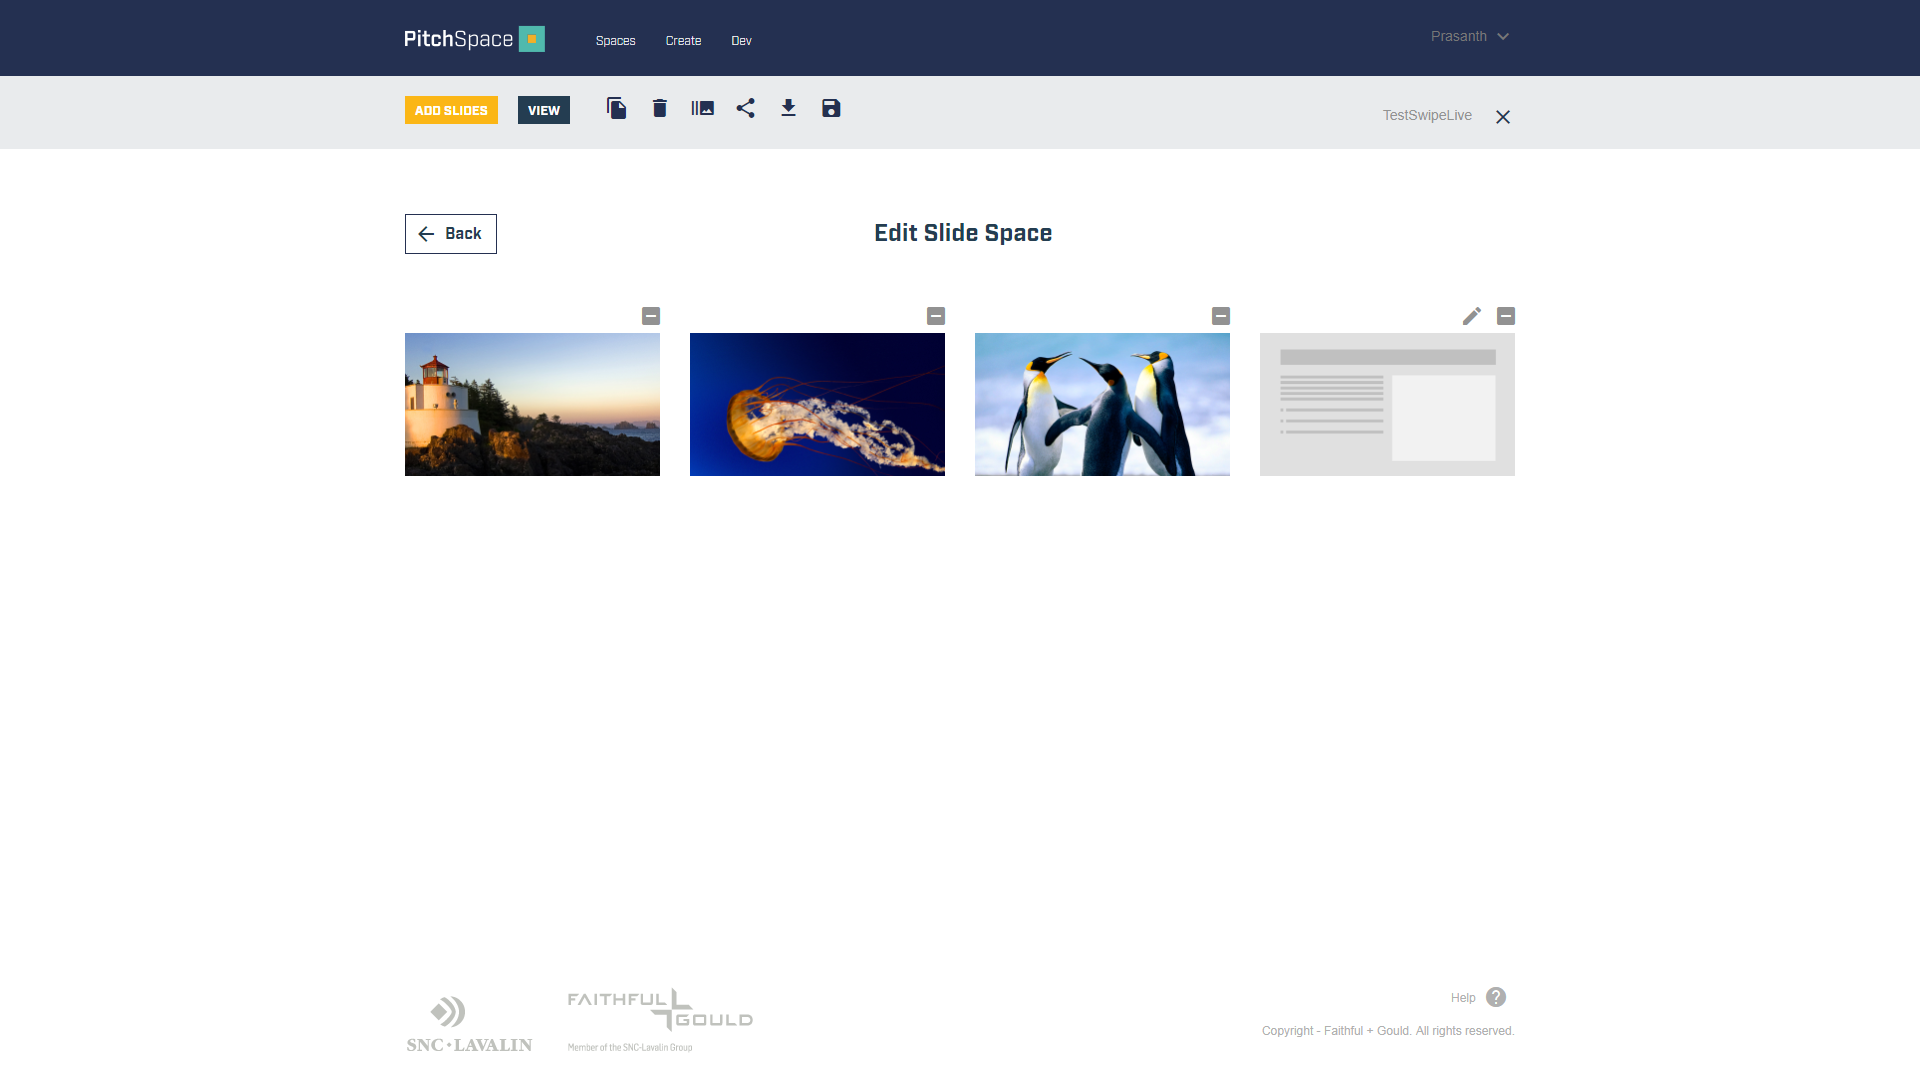 PitchSpace
Spaces
Create
Dev
Prasanth
ADD SLIDES
VIEW
TestSwipeLive
Back
Edit Slide Space
SNC·LAVALIN
FAITHFUL
GOULD
Member of the SNC-Lavalin Group
Help
Copyright - Faithful + Gould. All rights reserved.